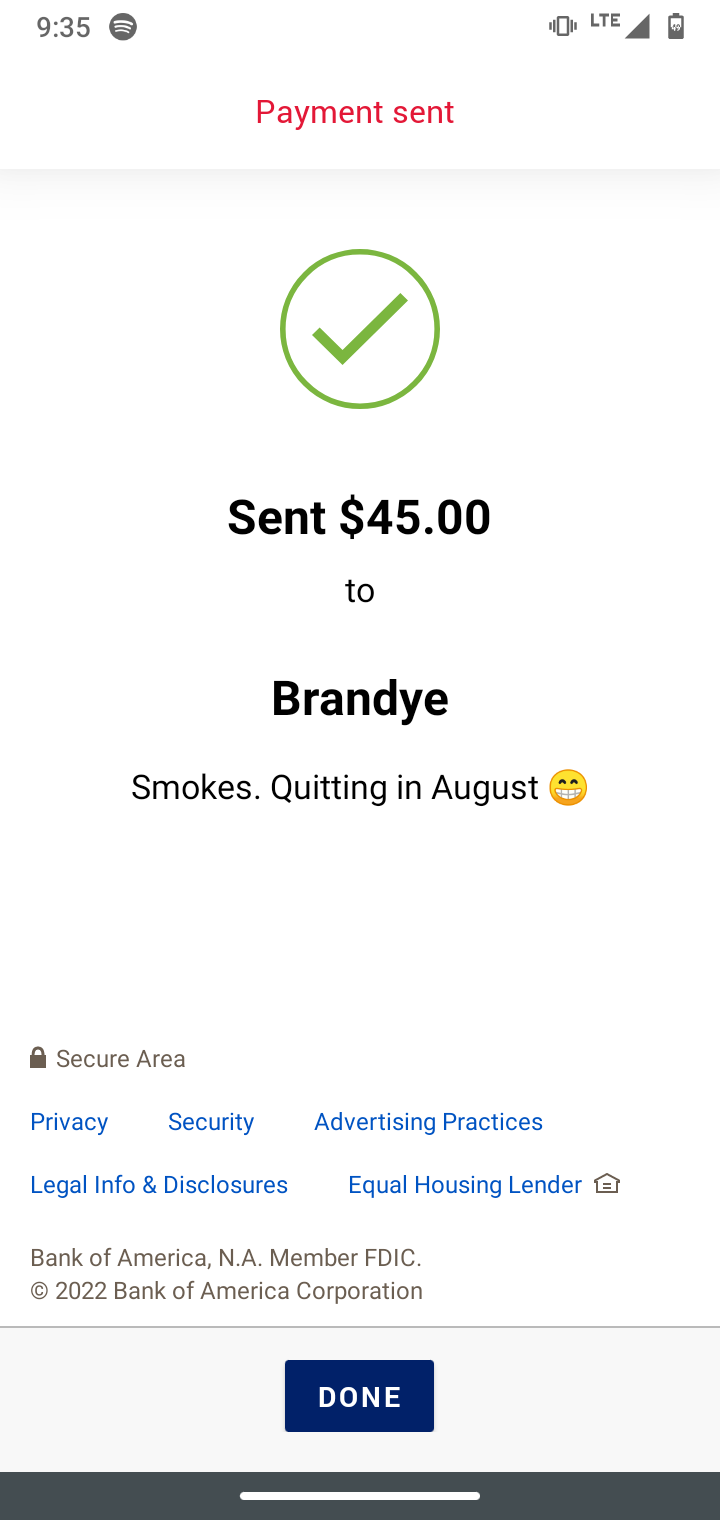 9:35
LTE
49
Payment sent
Sent $45.00
to
Brandye
Smokes. Quitting in August 😁
Secure Area
Privacy Security Advertising Practices
Legal Info & Disclosures Equal Housing Lender
Bank of America, N.A. Member FDIC.
© 2022 Bank of America Corporation
DONE